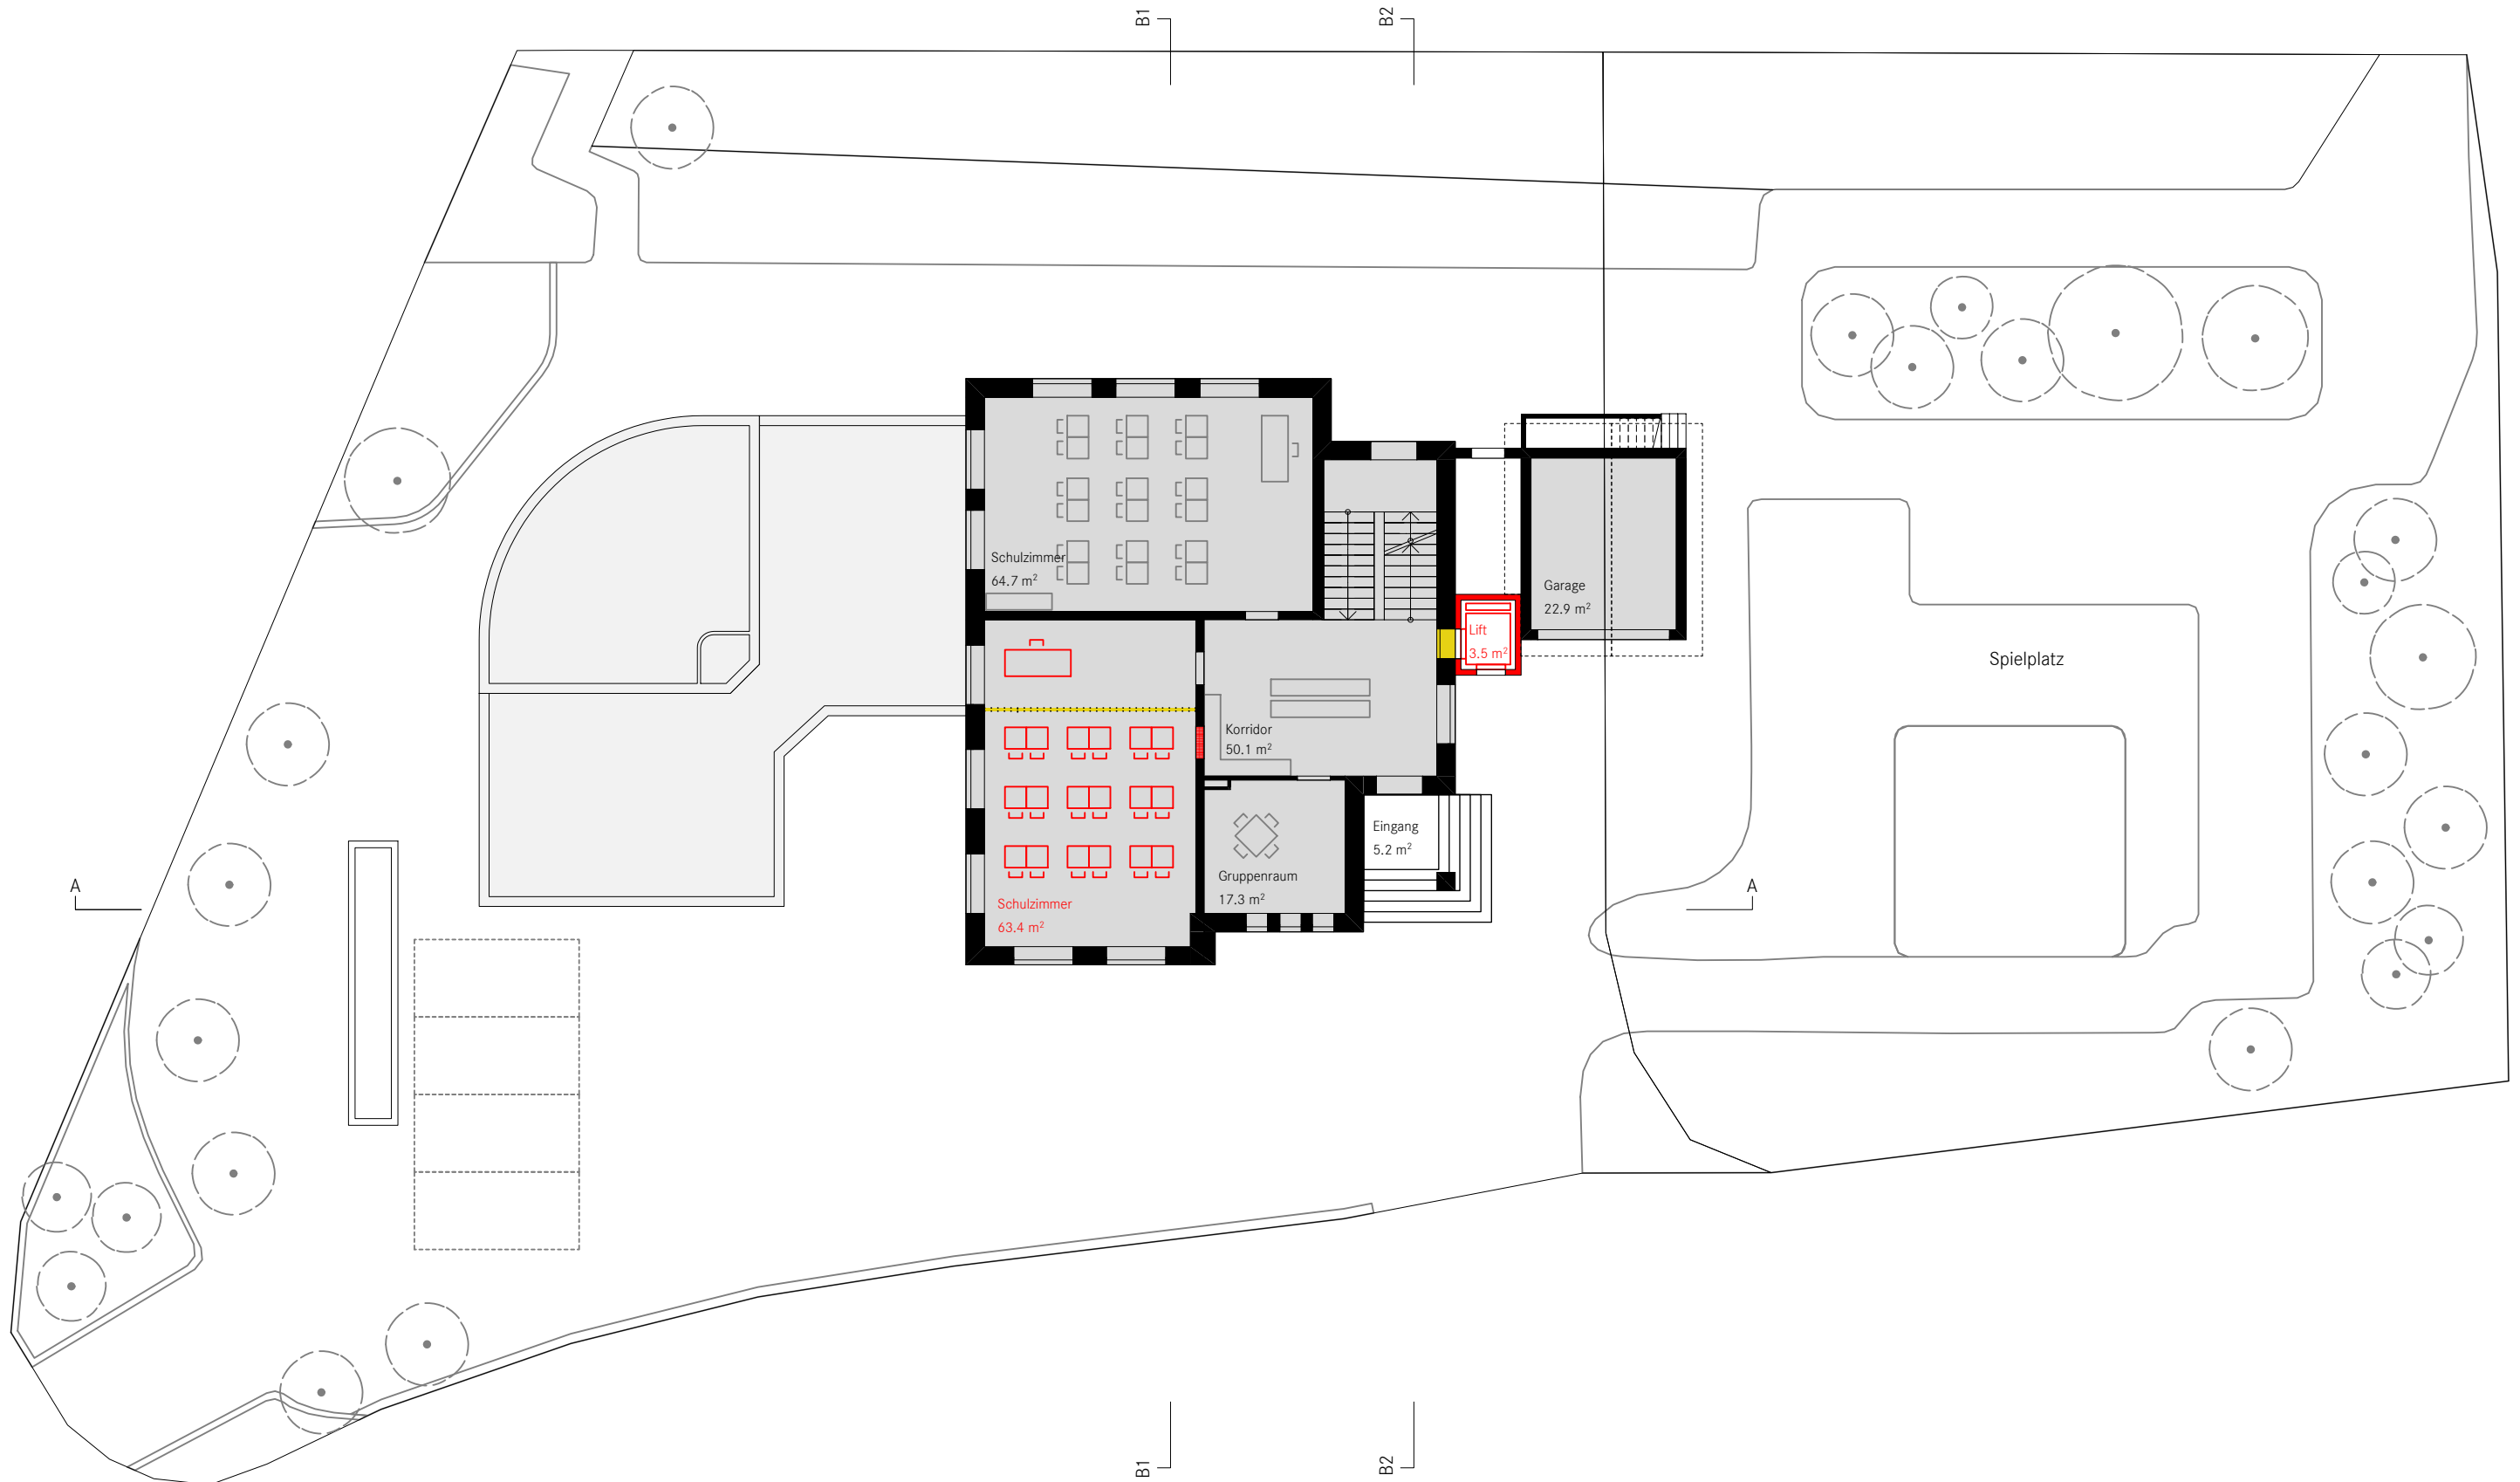 B1
B2
Schulzimmer
64.7 m²
Garage
22.9 m²
Lift
3.5 m²
Spielplatz
Korridor
50.1 m²
Eingang
5.2 m²
Gruppenraum
17.3 m²
Schulzimmer
63.4 m²
A
A
B1
B2